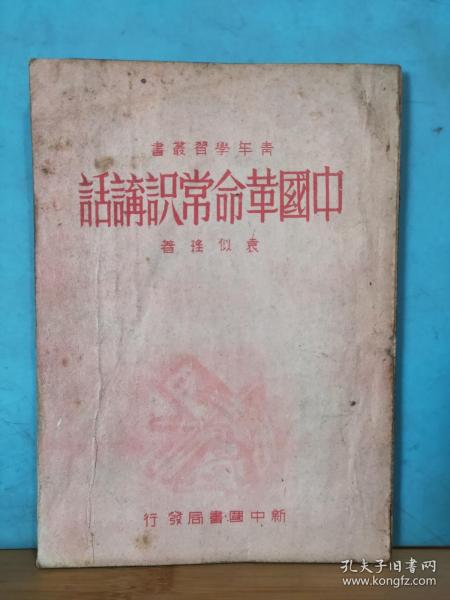 青年學習叢書
中國革命常識講話
袁似瑤著
新中國書局發行
孔夫子旧书网
www.kongfz.com